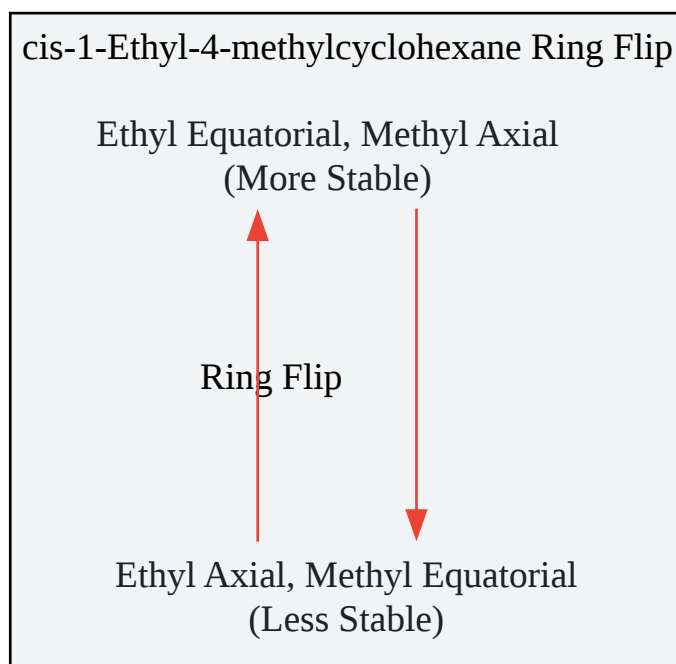 cis-1-Ethyl-4-methylcyclohexane Ring Flip
Ethyl Equatorial, Methyl Axial
(More Stable)
Ring Flip
Ethyl Axial, Methyl Equatorial
(Less Stable)